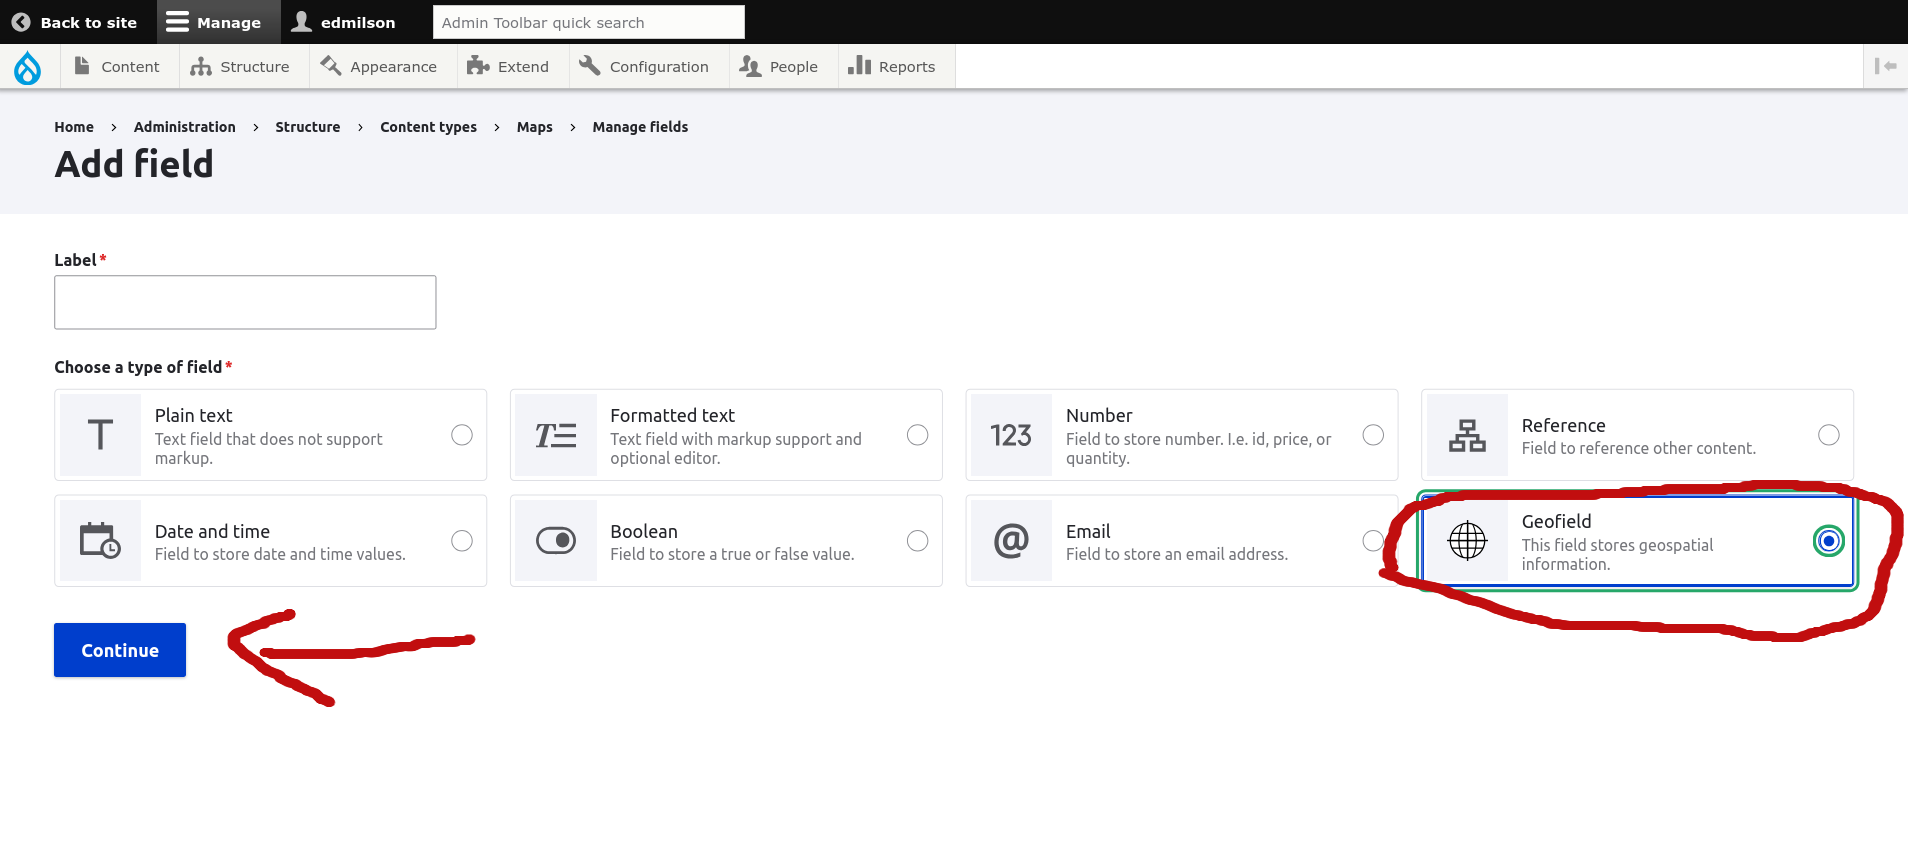 Back to site Manage edmilson Admin Toolbar quick search
Content Structure Appearance Extend Configuration People Reports
Home › Administration › Structure › Content types › Maps › Manage fields
Add field
Label*
Choose a type of field*
Plain text
Text field that does not support
markup.
Formatted text
Text field with markup support and
optional editor.
123
Number
Field to store number. I.e. id, price, or
quantity.
Reference
Field to reference other content.
Date and time
Field to store date and time values.
Boolean
Field to store a true or false value.
@
Email
Field to store an email address.
Geofield
This field stores geospatial
information.
Continue